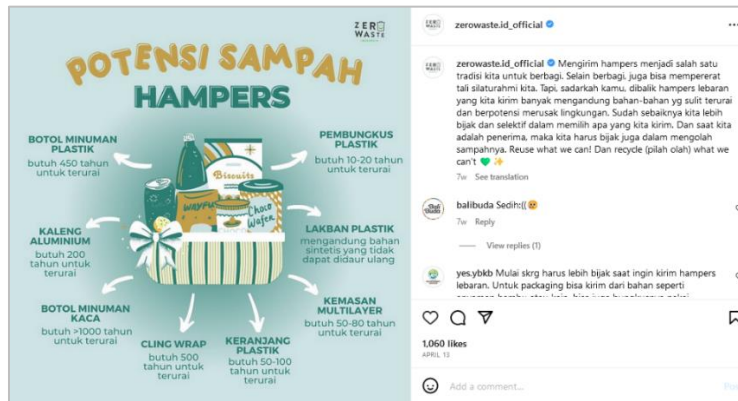 ZERO
WASTE
POTENSI SAMPAH
HAMPERS
BOTOL MINUMAN
PLASTIK
butuh 450 tahun
untuk terurai
PEMBUNGKUS
PLASTIK
butuh 10-20 tahun
untuk terurai
Biscuits
WAYFU
Choco
Wafer
KALENG
ALUMINIUM
butuh 200
tahun untuk
terurai
LAKBAN PLASTIK
mengandung bahan
sintetis yang tidak
dapat didaur ulang
BOTOL MINUMAN
KACA
butuh >1000 tahun
untuk terurai
KEMASAN
MULTILAYER
butuh 50-80 tahun
untuk terurai
CLING WRAP
butuh 500
tahun untuk
terurai
KERANJANG
PLASTIK
butuh 50-100
tahun untuk
terurai
zerowaste.id_official
zerowaste.id_official Mengirim hampers menjadi salah satu
tradisi kita untuk berbagi. Selain berbagi, juga bisa mempererat
tali silaturahmi kita. Tapi, sadarkah kamu, dibalik hampers lebaran
yang kita kirim banyak mengandung bahan-bahan yg sulit terurai
dan berpotensi merusak lingkungan. Sudah sebaiknya kita lebih
bijak dan selektif dalam memilih apa yang kita kirim. Dan saat kita
adalah penerima, maka kita harus bijak juga dalam mengolah
sampahnya. Reuse what we can! Dan recycle (pilah olah) what we
can't 💚 ✨
7w See translation
balibuda Sedih:((🥺
7w Reply
View replies (1)
yes.ybkb Mulai skrg harus lebih bijak saat ingin kirim hampers
lebaran. Untuk packaging bisa kirim dari bahan seperti
1,060 likes
APRIL 13
Add a comment...